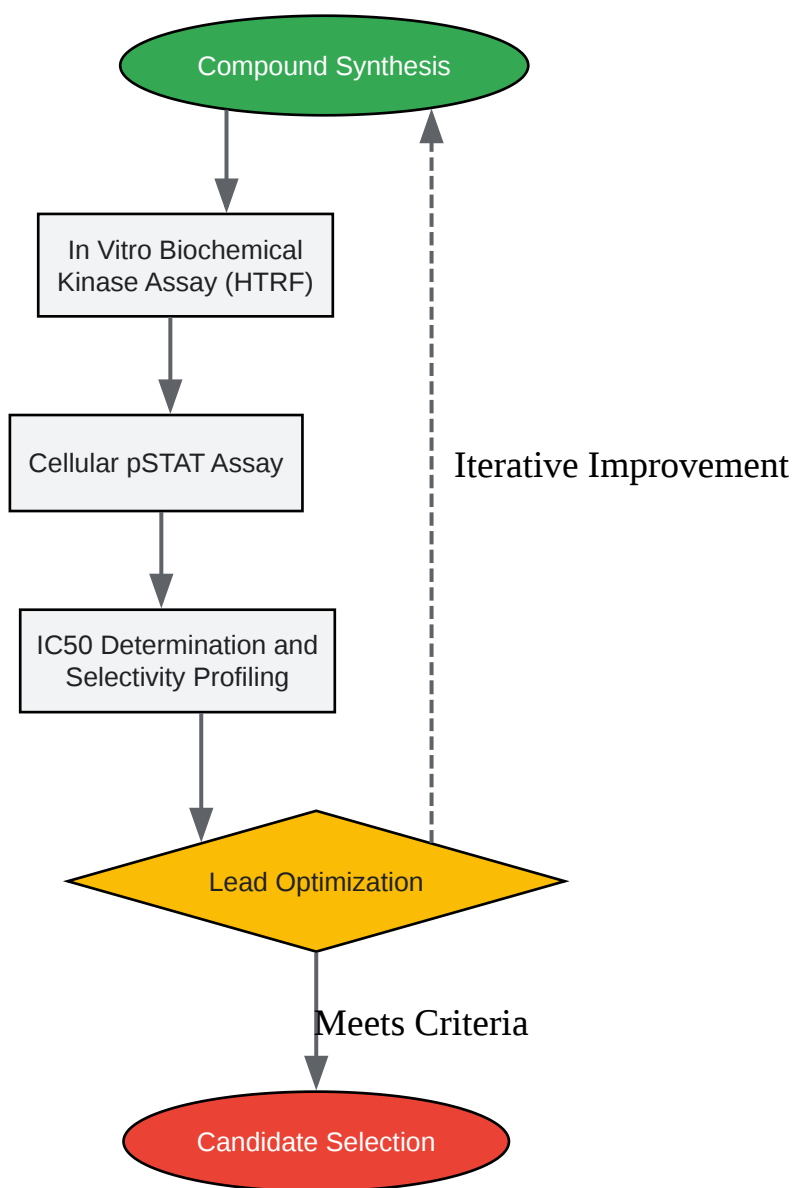 Compound Synthesis
In Vitro Biochemical
Kinase Assay (HTRF)
Cellular pSTAT Assay
Iterative Improvement
IC50 Determination and
Selectivity Profiling
Lead Optimization
Meets Criteria
Candidate Selection